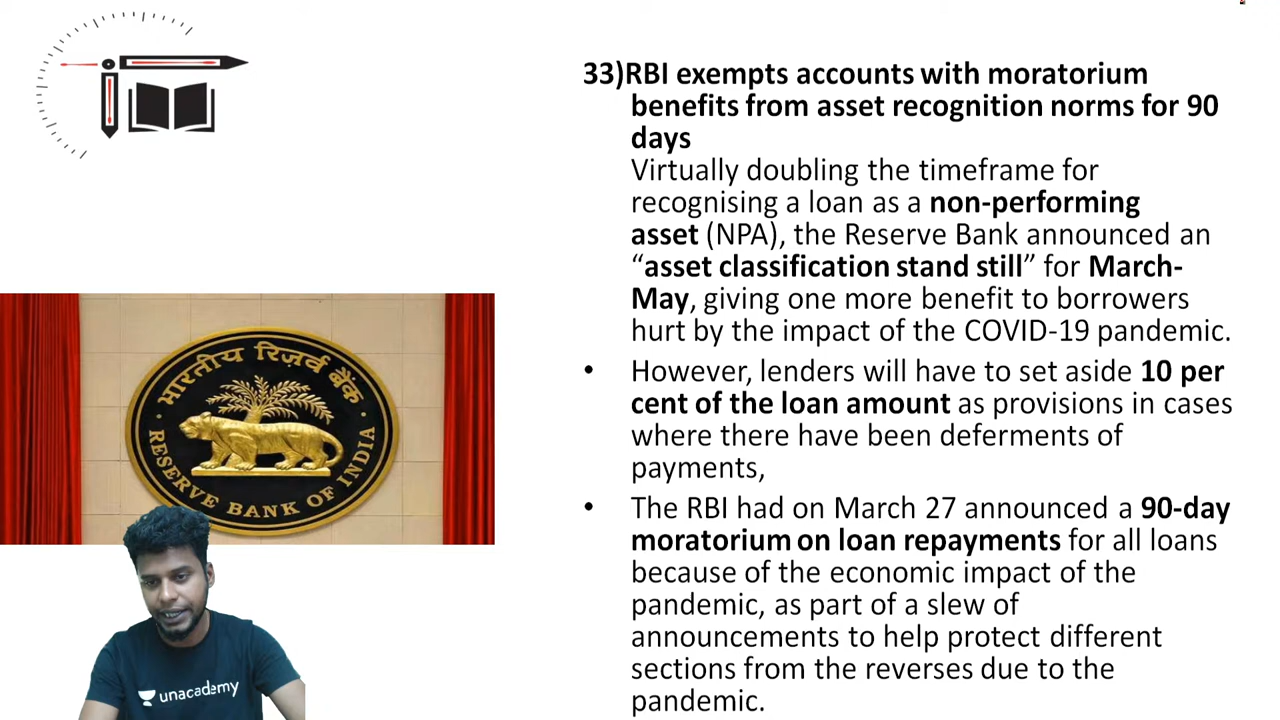 33)RBI exempts accounts with moratorium
benefits from asset recognition norms for 90
days
Virtually doubling the timeframe for
recognising a loan as a non-performing
asset (NPA), the Reserve Bank announced an
“asset classification stand still” for March-
May, giving one more benefit to borrowers
hurt by the impact of the COVID-19 pandemic.
• However, lenders will have to set aside 10 per
cent of the loan amount as provisions in cases
where there have been deferments of
payments,
• The RBI had on March 27 announced a 90-day
moratorium on loan repayments for all loans
because of the economic impact of the
pandemic, as part of a slew of
announcements to help protect different
sections from the reverses due to the
pandemic.
भारतीय रिज़र्व बैंक
RESERVE BANK OF INDIA
unacademy